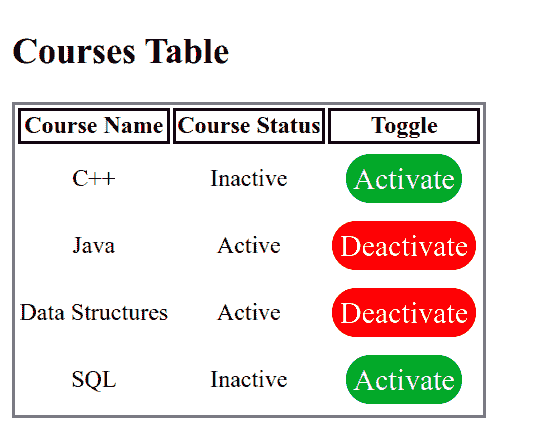 Courses Table
Course Name Course Status Toggle
C++ Inactive Activate
Java Active Deactivate
Data Structures Active Deactivate
SQL Inactive Activate